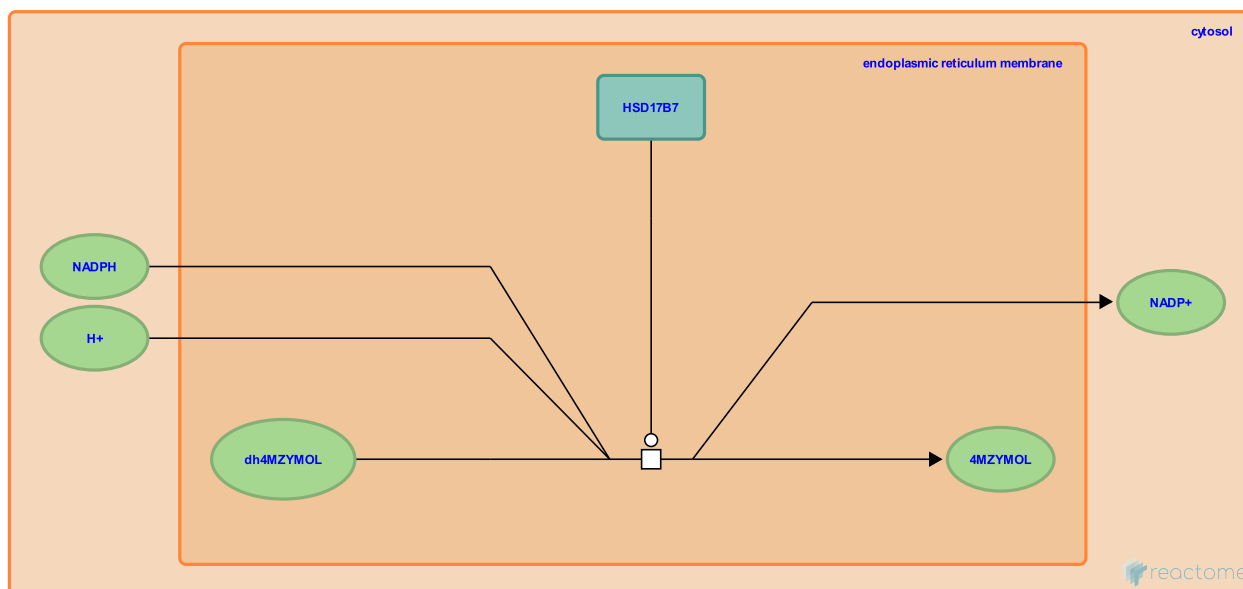 cytosol
endoplasmic reticulum membrane
HSD17B7
NADPH
H+
NADP+
dh4MZYMOL
4MZYMOL
reactome